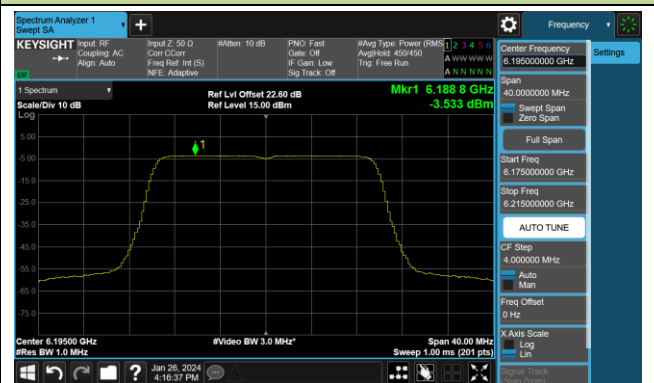 Spectrum Analyzer 1
Swept SA
+
Frequency
KEYSIGHT
Input: RF
Coupling: AC
Align: Auto
Input Z: 50 Ω
Corr CCorr
Freq Ref: Int (S)
NFE: Adaptive
#Atten: 10 dB
PNO: Fast
Gate: Off
IF Gain: Low
Sig Track: Off
#Avg Type: Power (RMS
Avg|Hold: 450/450
Trig: Free Run
1 2 3 4 5 6
A W W W W W
A N N N N N
Center Frequency
6.195000000 GHz
Settings
Span
40.0000000 MHz
Swept Span
Zero Span
Full Span
Start Freq
6.175000000 GHz
Stop Freq
6.215000000 GHz
AUTO TUNE
CF Step
4.000000 MHz
Auto
Man
Freq Offset
0 Hz
X Axis Scale
Log
Lin
Signal Track
1 Spectrum
Scale/Div 10 dB
Log
Ref Lvl Offset 22.60 dB
Ref Level 15.00 dBm
Mkr1 6.188 8 GHz
-3.533 dBm
1
5.00
-5.00
-15.0
-25.0
-35.0
-45.0
-55.0
-65.0
-75.0
Center 6.19500 GHz
#Res BW 1.0 MHz
#Video BW 3.0 MHz*
Span 40.00 MHz
Sweep 1.00 ms (201 pts)
?
Jan 26, 2024
4:16:37 PM